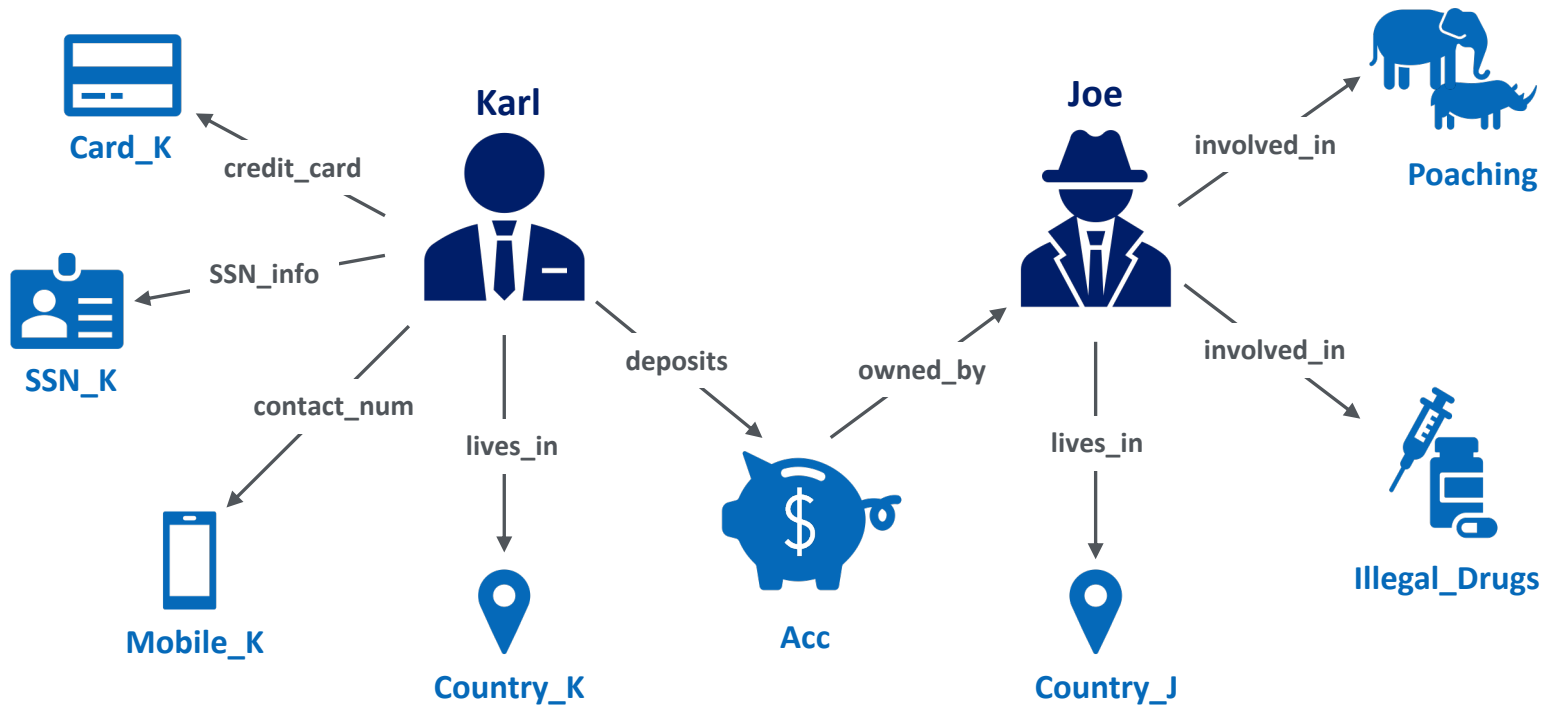 Karl
Joe
Card_K
credit_card
involved_in
Poaching
SSN_info
SSN_K
contact_num
lives_in
deposits
owned_by
lives_in
involved_in
$
Mobile_K
Country_K
Acc
Country_J
Illegal_Drugs